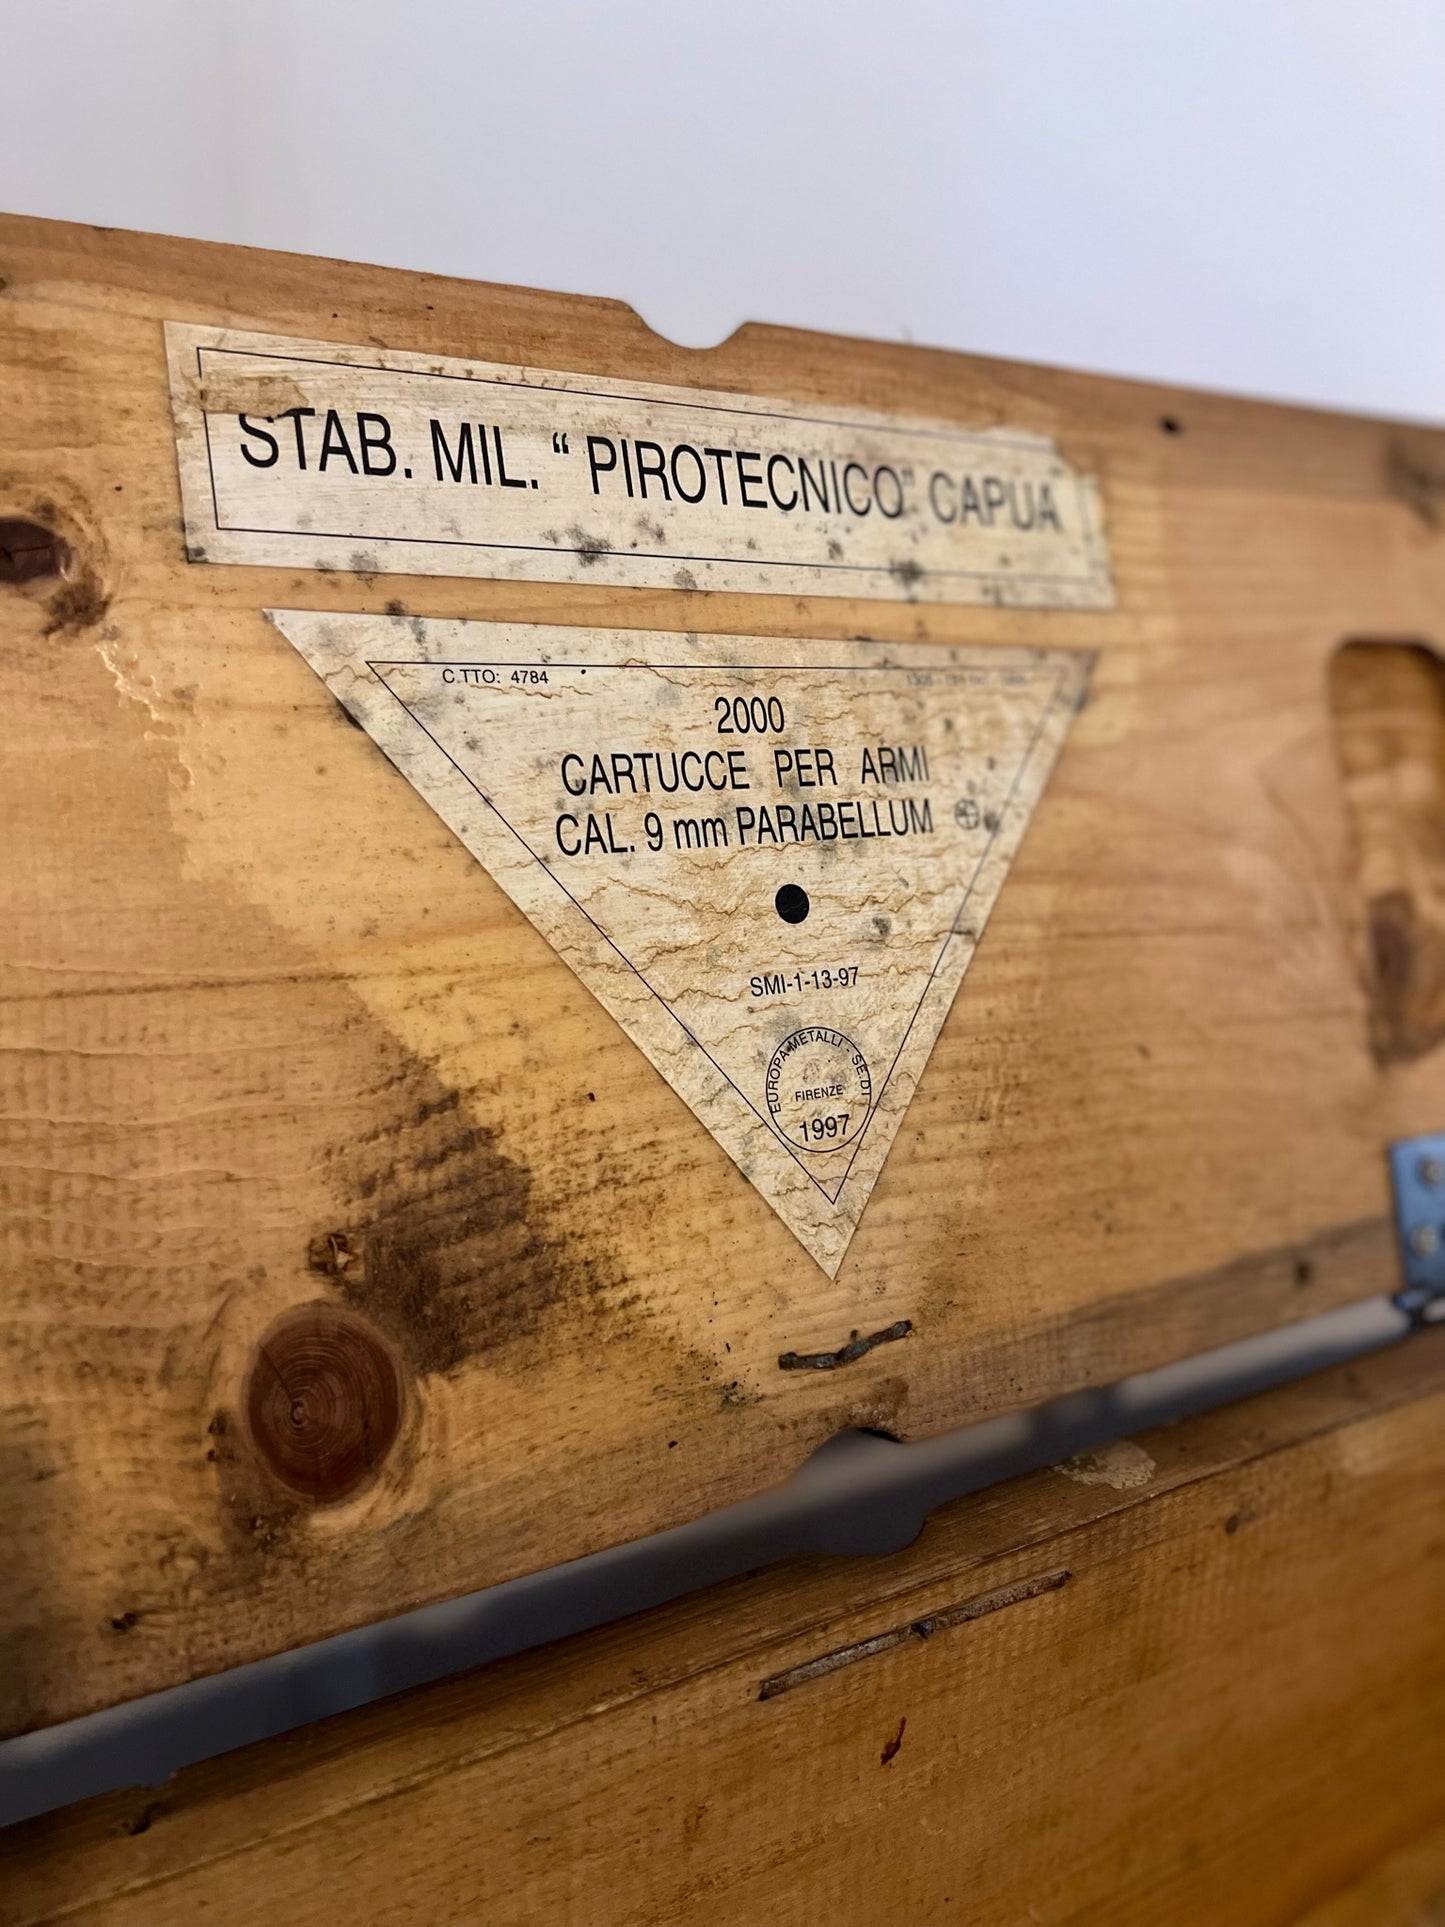 STAB. MIL. “ PIROTECNICO” CAPUA
C.TTO: 4784
2000
CARTUCCE PER ARMI
CAL. 9 mm PARABELLUM
SMI-1-13-97
EUROPA METALLI - SE.DI
FIRENZE
1997